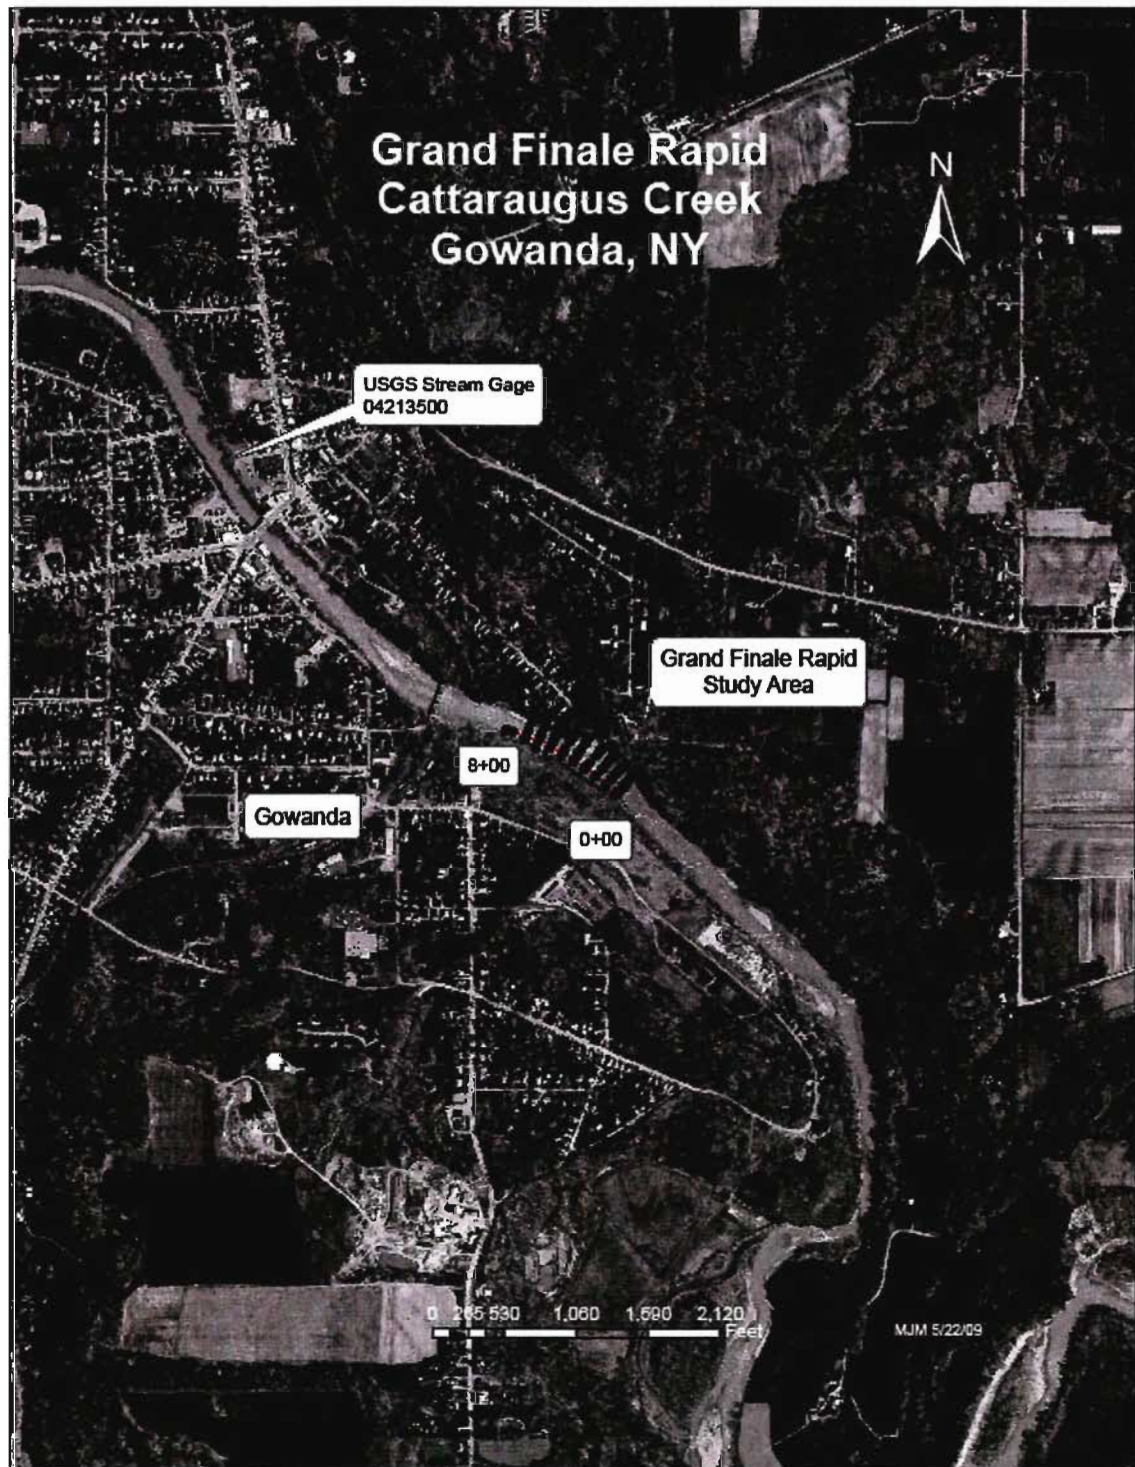 Grand Finale Rapid
Cattaraugus Creek
Gowanda, NY
N
USGS Stream Gage
04213500
Grand Finale Rapid
Study Area
8+00
Gowanda
0+00
0 265 530 1,060 1,590 2,120
Feet
MJM 5/22/09